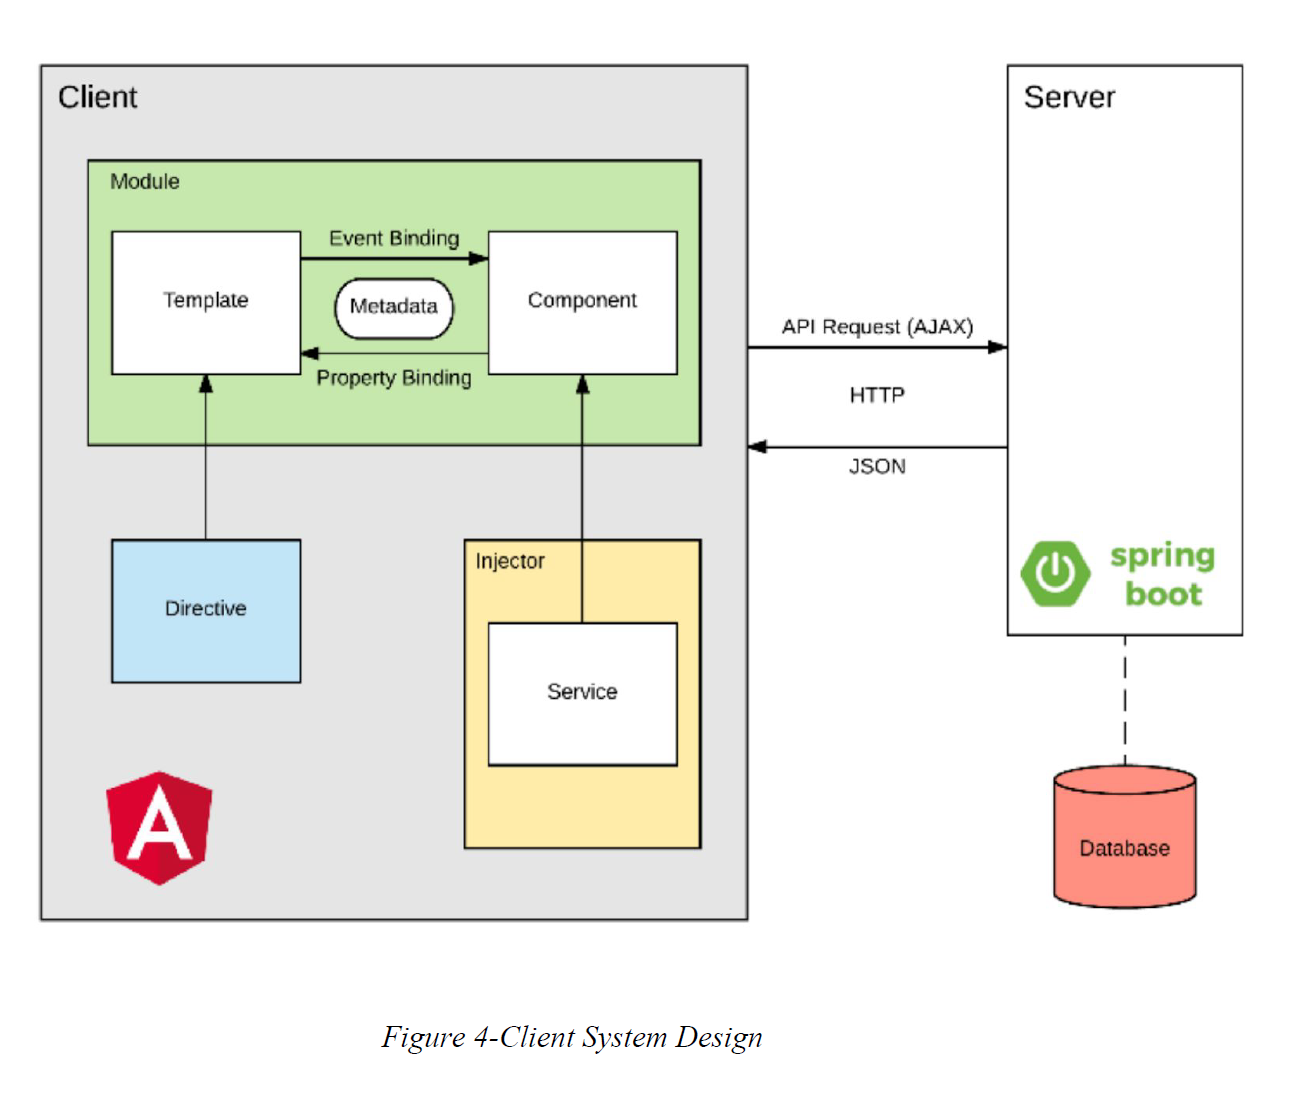 Client
Server
Module
Event Binding
Template
Metadata
Component
Property Binding
API Request (AJAX)
HTTP
JSON
Directive
Injector
Service
A
spring
boot
Database
Figure 4-Client System Design